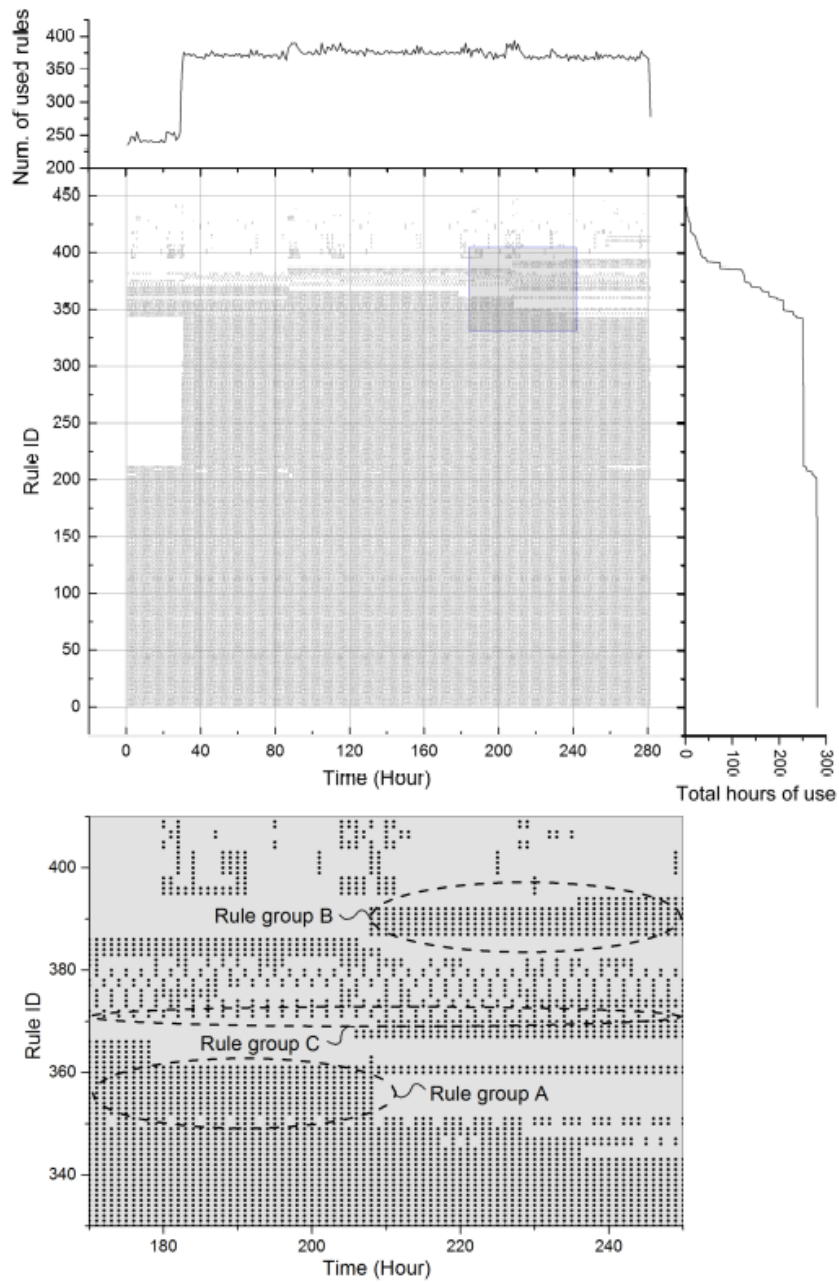 Num. of used rules
400
350
300
250
200
450
400
350
300
250
200
150
100
50
0
Rule ID
0 40 80 120 160 200 240 280
Time (Hour)
0 100 200 300
Total hours of use
400
380
360
340
Rule ID
Rule group B
Rule group C
Rule group A
180 200 220 240
Time (Hour)